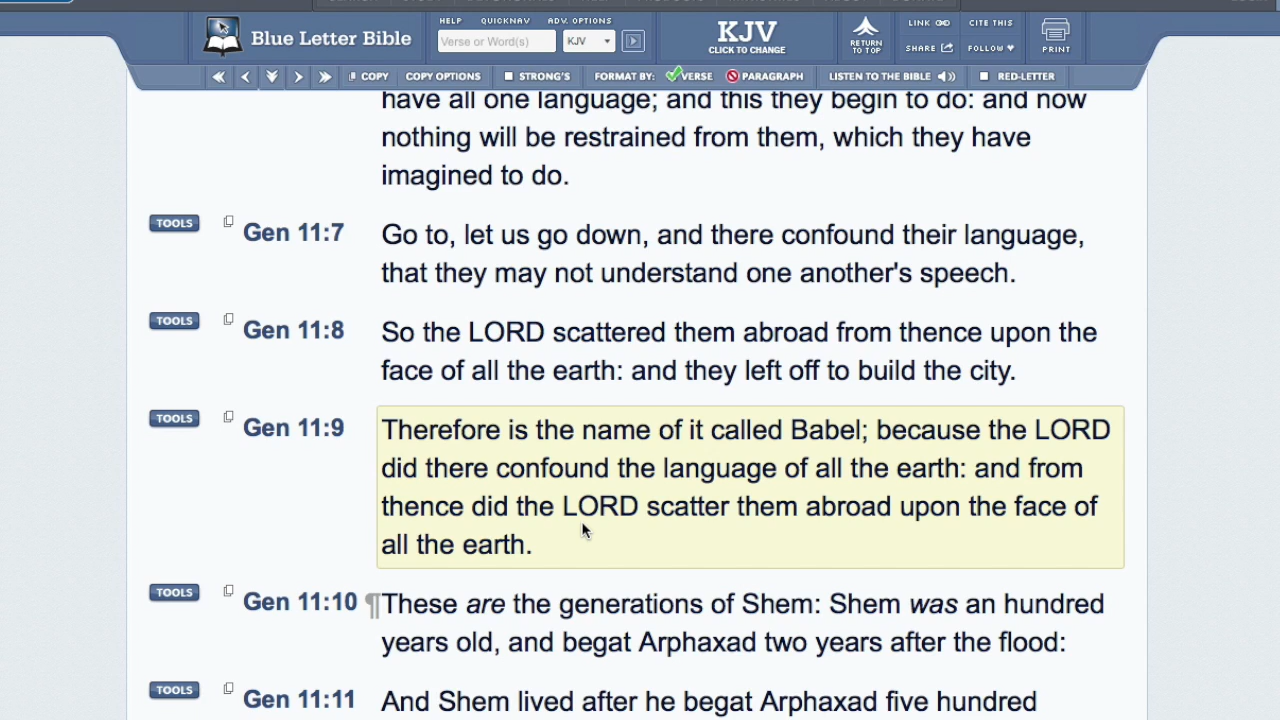 HELP QUICKNAV ADV. OPTIONS
Blue Letter Bible
Verse or Word(s) KJV
KJV
CLICK TO CHANGE
RETURN
TO TOP
LINK CITE THIS
SHARE FOLLOW
PRINT
COPY COPY OPTIONS STRONG'S FORMAT BY: VERSE PARAGRAPH LISTEN TO THE BIBLE RED-LETTER
have all one language; and this they begin to do: and now
nothing will be restrained from them, which they have
imagined to do.
TOOLS Gen 11:7 Go to, let us go down, and there confound their language,
that they may not understand one another's speech.
TOOLS Gen 11:8 So the LORD scattered them abroad from thence upon the
face of all the earth: and they left off to build the city.
TOOLS Gen 11:9 Therefore is the name of it called Babel; because the LORD
did there confound the language of all the earth: and from
thence did the LORD scatter them abroad upon the face of
all the earth.
TOOLS Gen 11:10 ¶These are the generations of Shem: Shem was an hundred
years old, and begat Arphaxad two years after the flood:
TOOLS Gen 11:11 And Shem lived after he begat Arphaxad five hundred